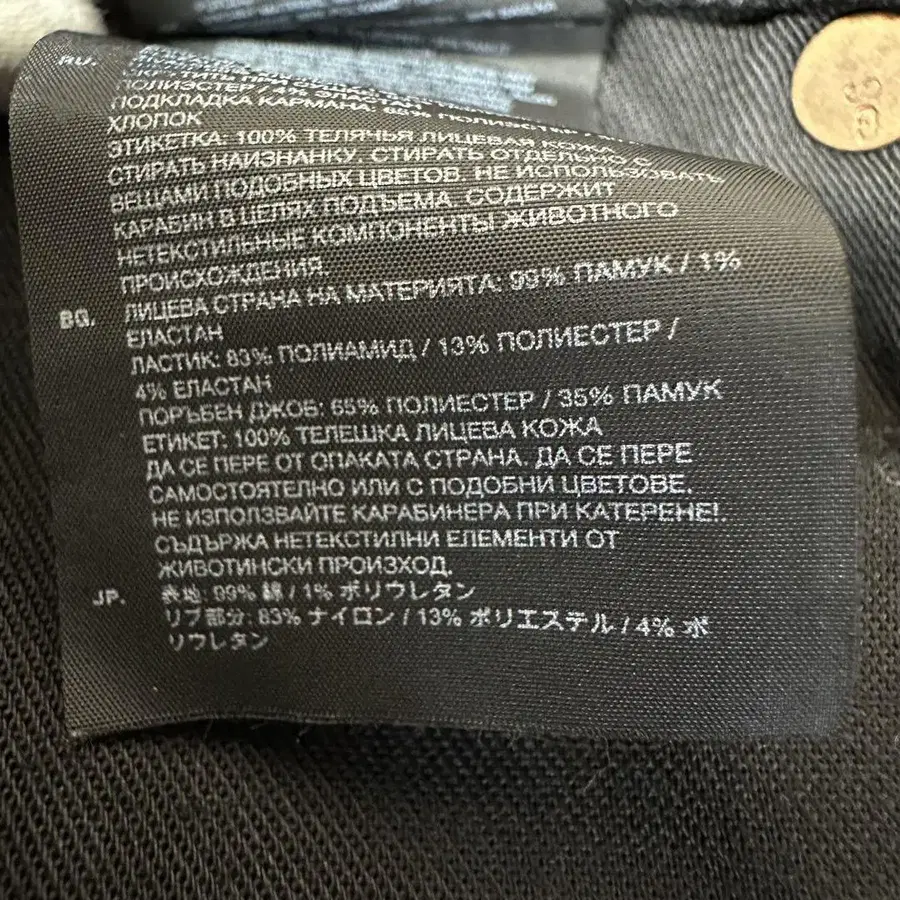 RU.
ПОЛИЭСТЕР / 4% ЭЛАСТАН
ПОДКЛАДКА КАРМАНА: 65% ПОЛИЭСТЕР /
ХЛОПОК
ЭТИКЕТКА: 100% ТЕЛЯЧЬЯ ЛИЦЕВАЯ КОЖА
СТИРАТЬ НАИЗНАНКУ. СТИРАТЬ ОТДЕЛЬНО С
ВЕЩАМИ ПОДОБНЫХ ЦВЕТОВ. НЕ ИСПОЛЬЗОВАТЬ
КАРАБИН В ЦЕЛЯХ ПОДЪЕМА. СОДЕРЖИТ
НЕТЕКСТИЛЬНЫЕ КОМПОНЕНТЫ ЖИВОТНОГО
ПРОИСХОЖДЕНИЯ.
BG. ЛИЦЕВА СТРАНА НА МАТЕРИЯТА: 99% ПАМУК / 1%
ЕЛАСТАН
ЛАСТИК: 83% ПОЛИАМИД / 13% ПОЛИЕСТЕР /
4% ЕЛАСТАН
ПОРЪБЕН ДЖОБ: 65% ПОЛИЕСТЕР / 35% ПАМУК
ЕТИКЕТ: 100% ТЕЛЕШКА ЛИЦЕВА КОЖА
ДА СЕ ПЕРЕ ОТ ОПАКАТА СТРАНА. ДА СЕ ПЕРЕ
САМОСТОЯТЕЛНО ИЛИ С ПОДОБНИ ЦВЕТОВЕ.
НЕ ИЗПОЛЗВАЙТЕ КАРАБИНЕРА ПРИ КАТЕРЕНЕ!.
СЪДЪРЖА НЕТЕКСТИЛНИ ЕЛЕМЕНТИ ОТ
ЖИВОТИНСКИ ПРОИЗХОД.
JP. 表地: 99% 綿 / 1% ポリウレタン
リブ部分: 83% ナイロン / 13% ポリエステル / 4% ポ
リウレタン